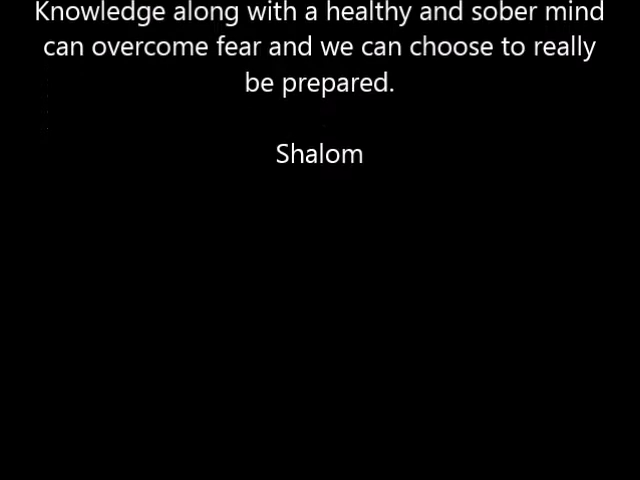 Knowledge along with a healthy and sober mind
can overcome fear and we can choose to really
be prepared.
Shalom